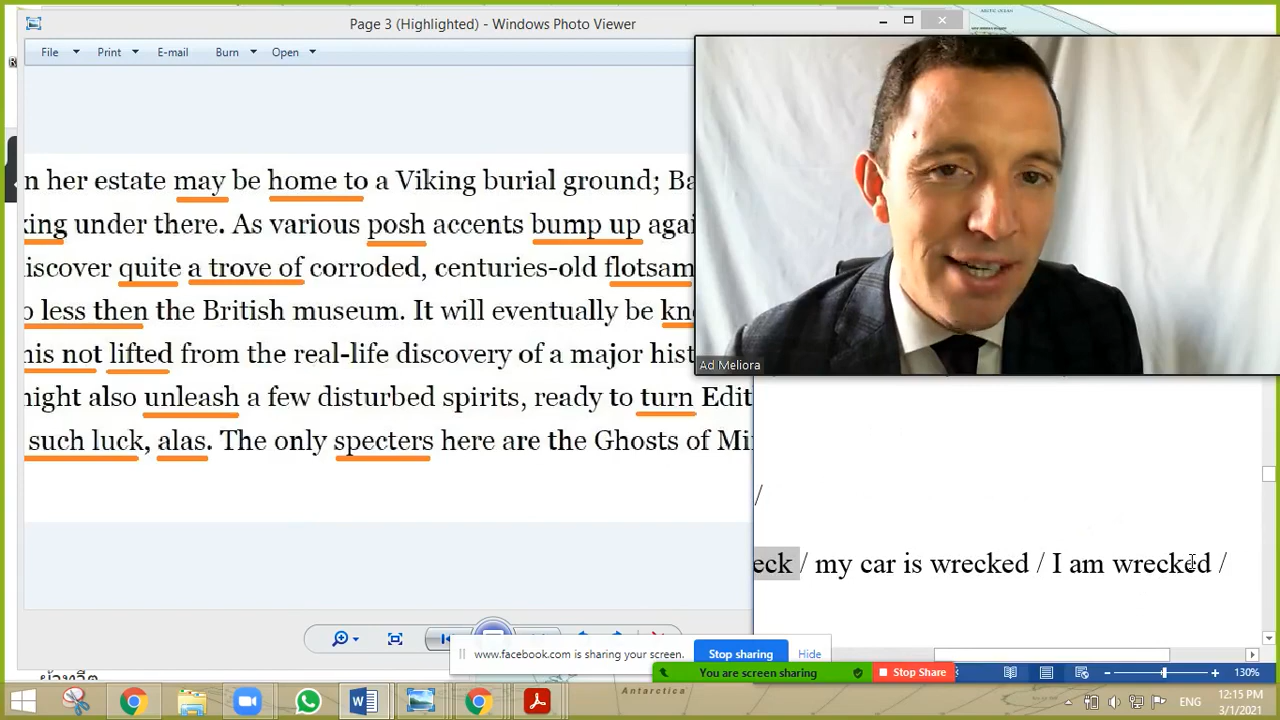 ARCTIC OCEAN
Page 3 (Highlighted) - Windows Photo Viewer
File Print E-mail Burn Open
n her estate may be home to a Viking burial ground; Ba
king under there. As various posh accents bump up agai
iscover quite a trove of corroded, centuries-old flotsam
o less then the British museum. It will eventually be kn
his not lifted from the real-life discovery of a major hist
night also unleash a few disturbed spirits, ready to turn Edit
such luck, alas. The only specters here are the Ghosts of Mi
Ad Meliora
/
eck / my car is wrecked / I am wrecked /
www.facebook.com is sharing your screen. Stop sharing Hide
You are screen sharing Stop Share
130%
Antarctica
ENG
12:15 PM
3/1/2021